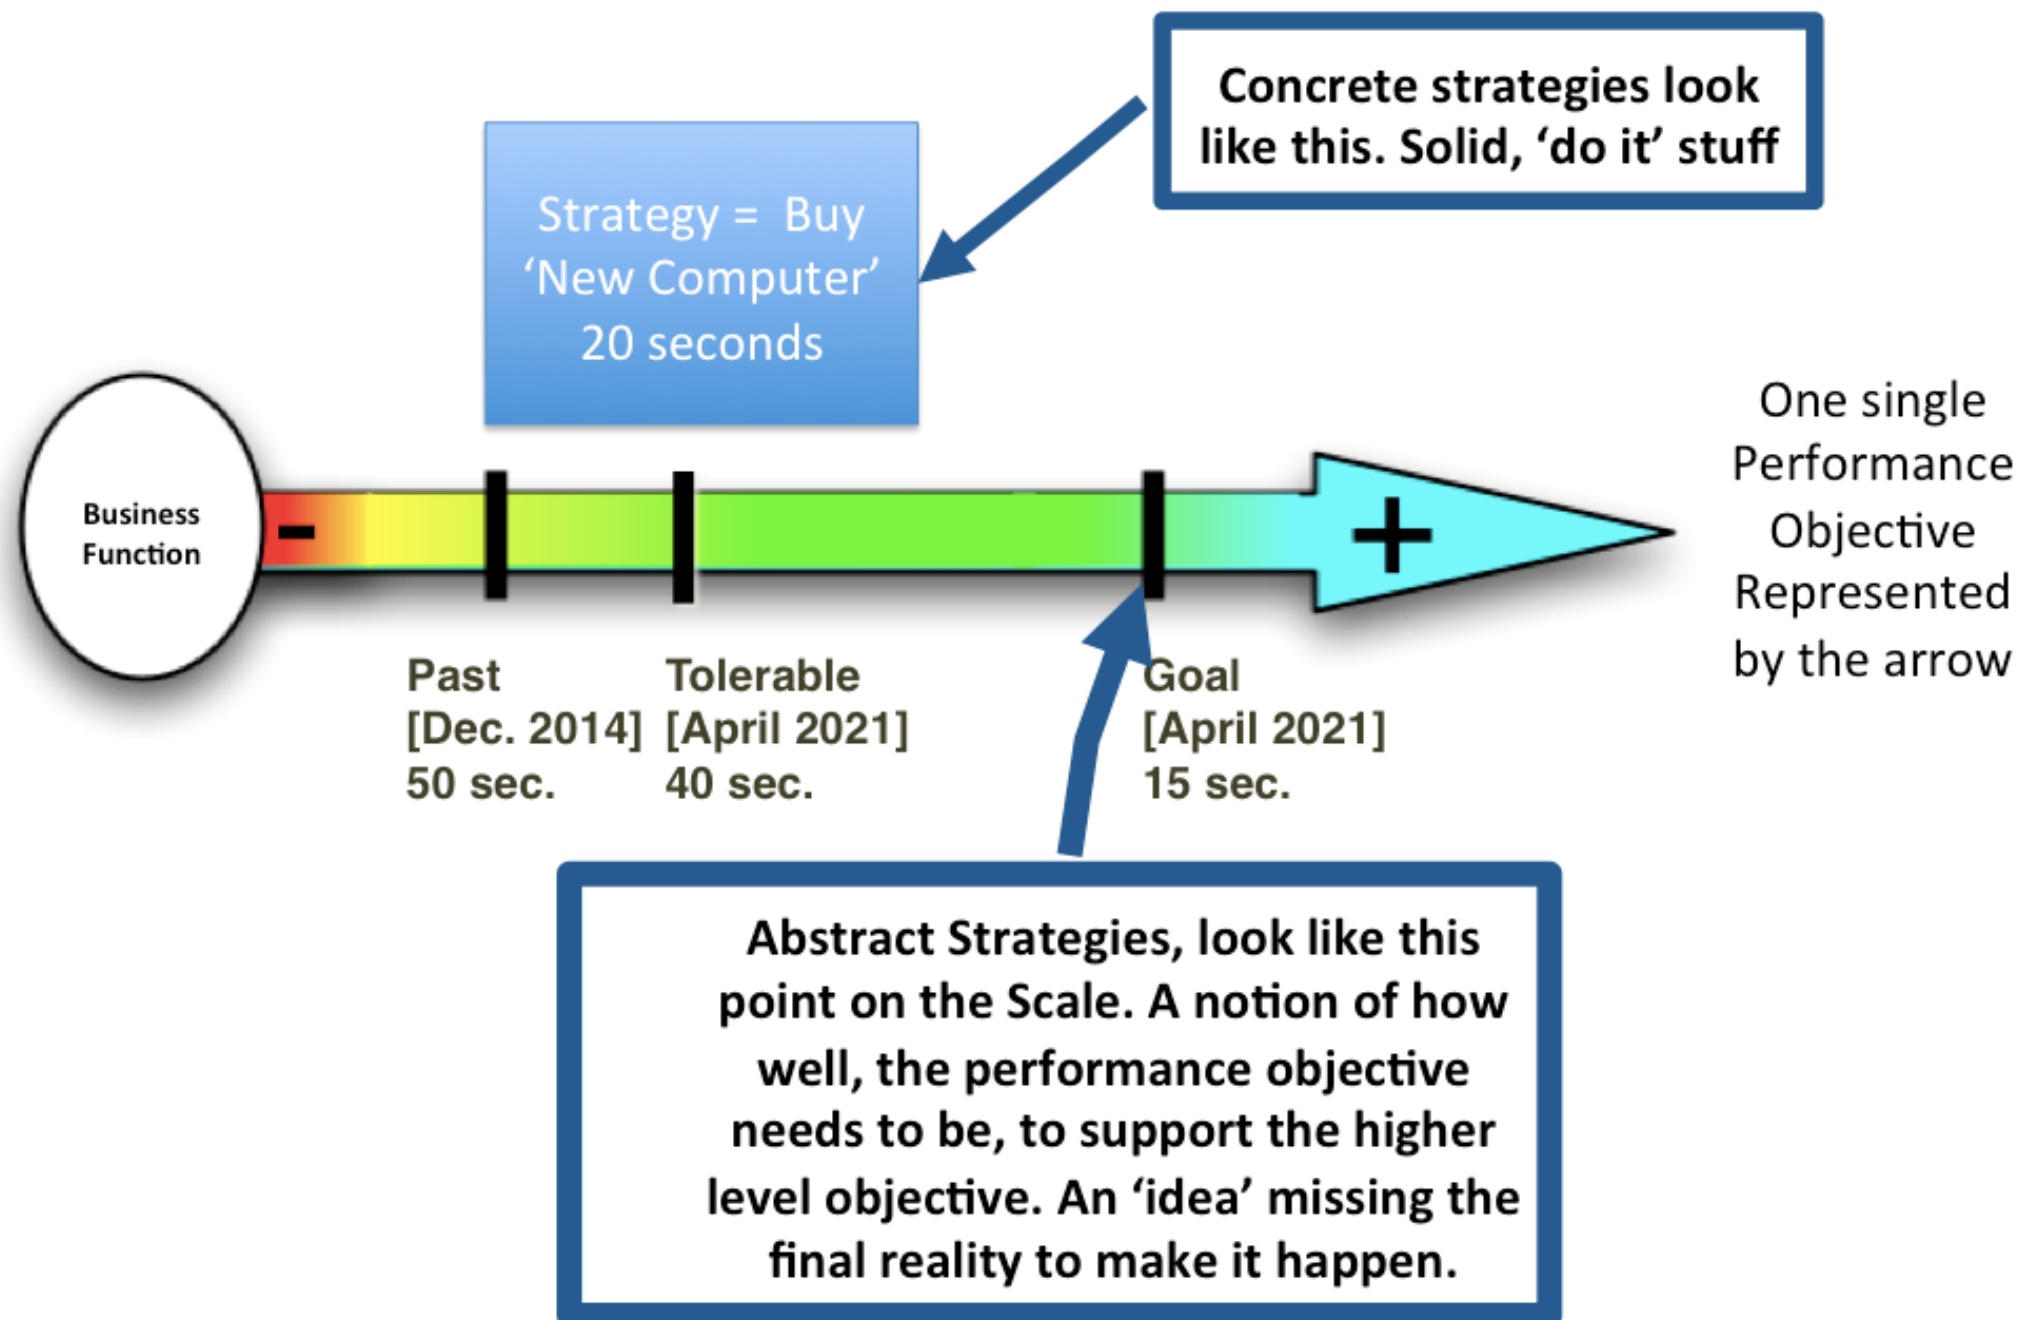 Concrete strategies look
like this. Solid, ‘do it’ stuff
Strategy = Buy
‘New Computer’
20 seconds
Business
Function
-
+
One single
Performance
Objective
Represented
by the arrow
Past
[Dec. 2014]
50 sec.
Tolerable
[April 2021]
40 sec.
Goal
[April 2021]
15 sec.
Abstract Strategies, look like this
point on the Scale. A notion of how
well, the performance objective
needs to be, to support the higher
level objective. An ‘idea’ missing the
final reality to make it happen.